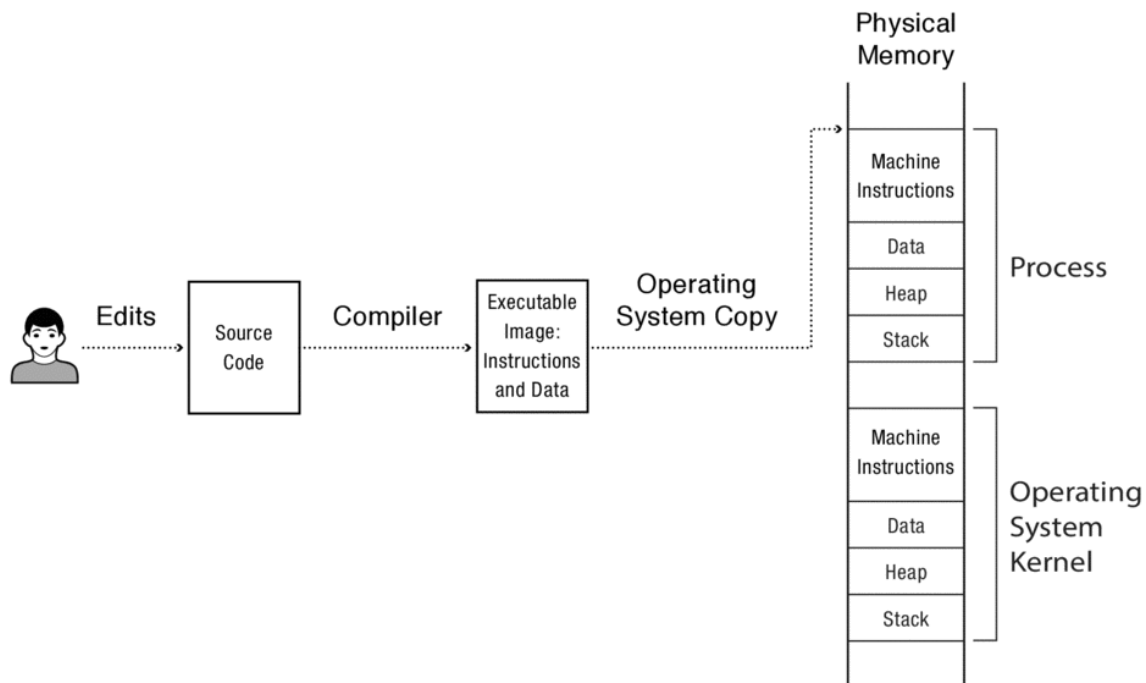 Physical
Memory
Machine
Instructions
Data
Heap
Stack
Process
Edits
Source
Code
Compiler
Executable
Image:
Instructions
and Data
Operating
System Copy
Machine
Instructions
Data
Heap
Stack
Operating
System
Kernel